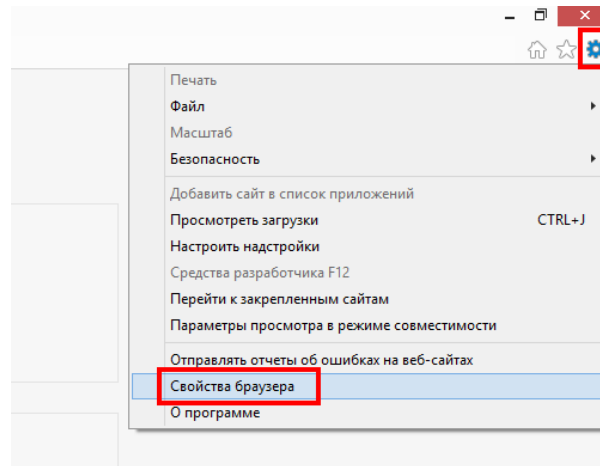 Печать
Файл
Масштаб
Безопасность
Добавить сайт в список приложений
Просмотреть загрузки CTRL+J
Настроить надстройки
Средства разработчика F12
Перейти к закрепленным сайтам
Параметры просмотра в режиме совместимости
Отправлять отчеты об ошибках на веб-сайтах
Свойства браузера
О программе